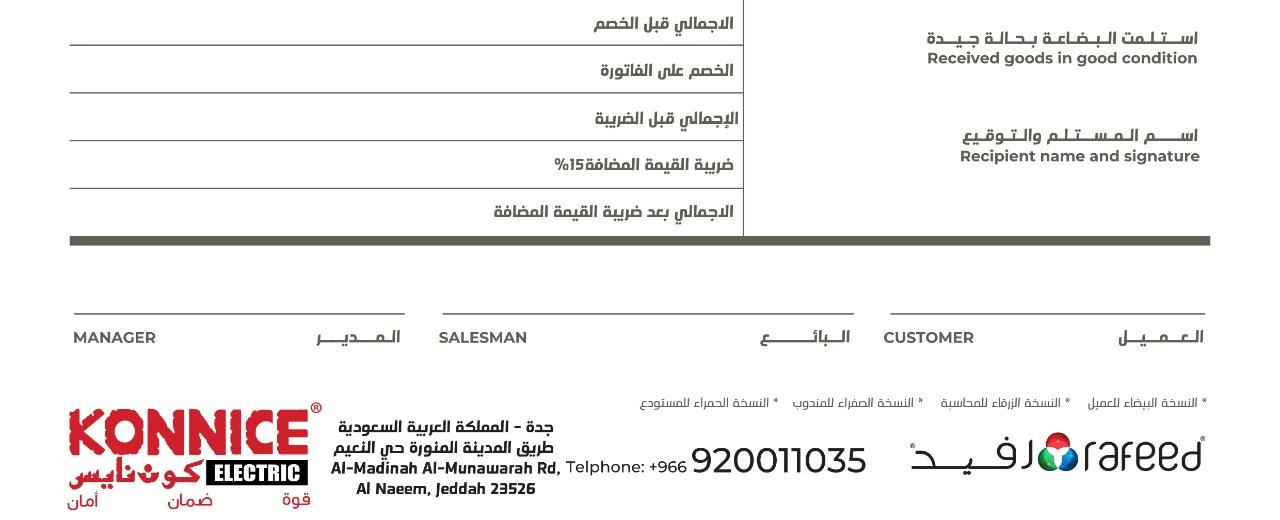 الاجمالي قبل الخصم
الخصم على الفاتورة
الإجمالي قبل الضريبة
ضريبة القيمة المضافة15%
الاجمالي بعد ضريبة القيمة المضافة
استلمت البضاعة بحالة جيدة
Received goods in good condition
اسم المستلم والتوقيع
Recipient name and signature
العميل CUSTOMER
البائع SALESMAN
المدير MANAGER
* النسخة البيضاء للعميل * النسخة الزرقاء للمحاسبة * النسخة الصفراء للمندوب * النسخة الحمراء للمستودع
KONNICE®
كونايس ELECTRIC
قوة ضمان أمان
جدة - المملكة العربية السعودية
طريق المدينة المنورة حي النعيم
Al-Madinah Al-Munawarah Rd,
Al Naeem, Jeddah 23526
Telphone: +966 920011035
رفيد® rafeed®